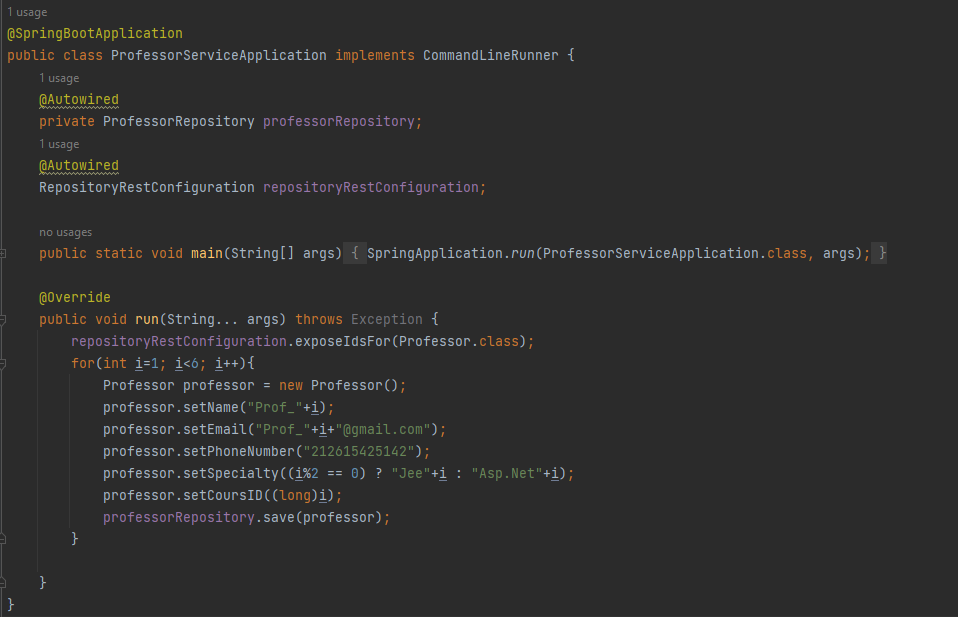 1 usage
@SpringBootApplication
public class ProfessorServiceApplication implements CommandLineRunner {
1 usage
@Autowired
private ProfessorRepository professorRepository;
1 usage
@Autowired
RepositoryRestConfiguration repositoryRestConfiguration;
no usages
public static void main(String[] args) { SpringApplication.run(ProfessorServiceApplication.class, args); }
@Override
public void run(String... args) throws Exception {
repositoryRestConfiguration.exposeIdsFor(Professor.class);
for(int i=1; i<6; i++){
Professor professor = new Professor();
professor.setName("Prof_"+i);
professor.setEmail("Prof_"+i+"@gmail.com");
professor.setPhoneNumber("212615425142");
professor.setSpecialty((i%2 == 0) ? "Jee"+i : "Asp.Net"+i);
professor.setCoursID((long)i);
professorRepository.save(professor);
}
}
}